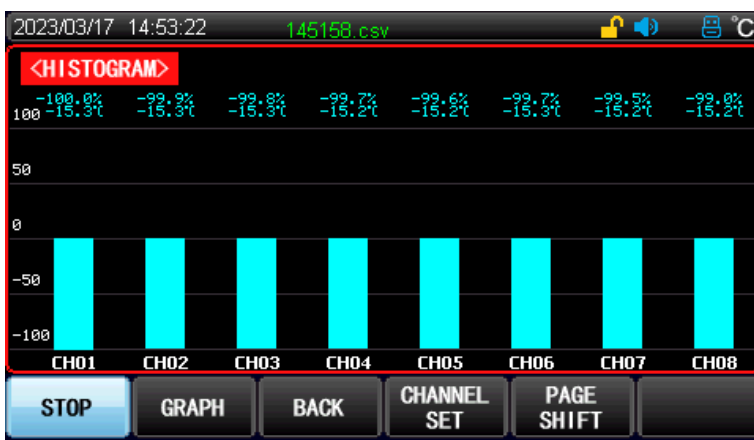 2023/03/17 14:53:22 145158.csv °C
<HISTOGRAM>
-100.0% -99.9% -99.8% -99.7% -99.6% -99.7% -99.5% -99.0%
100 -15.3℃ -15.3℃ -15.3℃ -15.2℃ -15.2℃ -15.3℃ -15.2℃ -15.2℃
50
0
-50
-100
CH01 CH02 CH03 CH04 CH05 CH06 CH07 CH08
STOP GRAPH BACK CHANNEL SET PAGE SHIFT